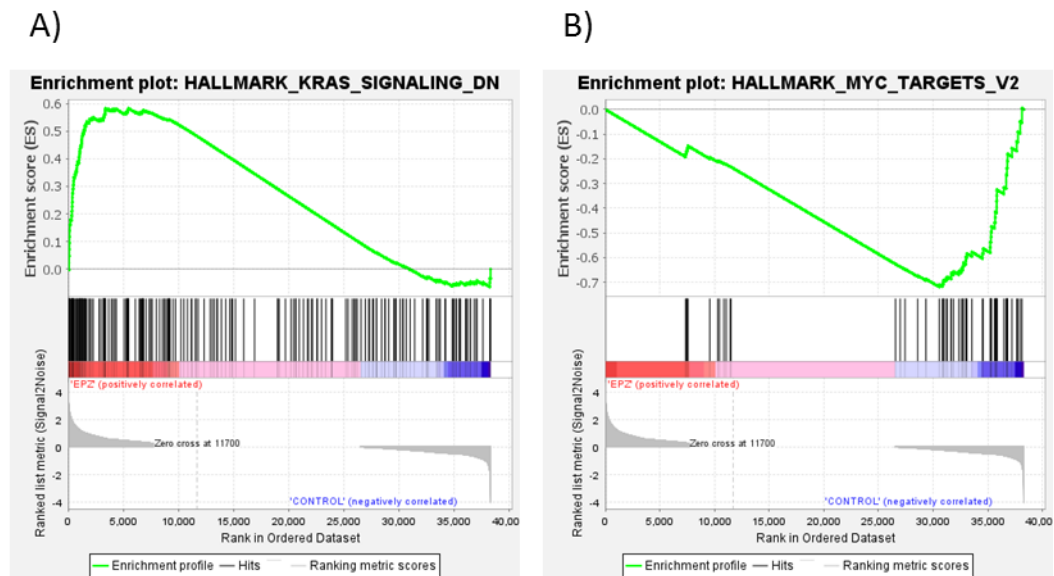 A)
Enrichment plot: HALLMARK_KRAS_SIGNALING_DN
Enrichment score (ES)
0.6
0.5
0.4
0.3
0.2
0.1
0.0
'EPZ' (positively correlated)
Ranked list metric (Signal2Noise)
4
2
0
-2
-4
Zero cross at 11700
'CONTROL' (negatively correlated)
0 5,000 10,000 15,000 20,000 25,000 30,000 35,000 40,00
Rank in Ordered Dataset
Enrichment profile Hits Ranking metric scores
B)
Enrichment plot: HALLMARK_MYC_TARGETS_V2
Enrichment score (ES)
0.0
-0.1
-0.2
-0.3
-0.4
-0.5
-0.6
-0.7
'EPZ' (positively correlated)
Ranked list metric (Signal2Noise)
4
2
0
-2
-4
Zero cross at 11700
'CONTROL' (negatively correlated)
0 5,000 10,000 15,000 20,000 25,000 30,000 35,000 40,00
Rank in Ordered Dataset
Enrichment profile Hits Ranking metric scores